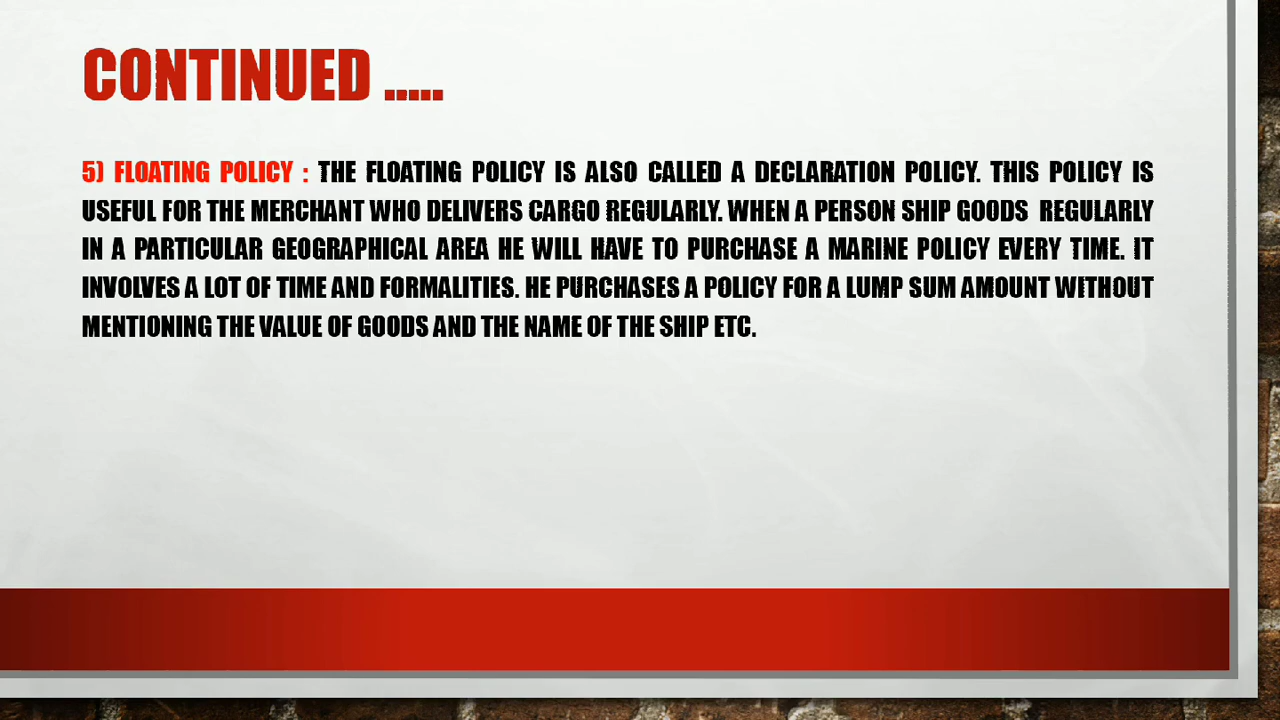 CONTINUED .....
5) FLOATING POLICY : THE FLOATING POLICY IS ALSO CALLED A DECLARATION POLICY. THIS POLICY IS
USEFUL FOR THE MERCHANT WHO DELIVERS CARGO REGULARLY. WHEN A PERSON SHIP GOODS REGULARLY
IN A PARTICULAR GEOGRAPHICAL AREA HE WILL HAVE TO PURCHASE A MARINE POLICY EVERY TIME. IT
INVOLVES A LOT OF TIME AND FORMALITIES. HE PURCHASES A POLICY FOR A LUMP SUM AMOUNT WITHOUT
MENTIONING THE VALUE OF GOODS AND THE NAME OF THE SHIP ETC.